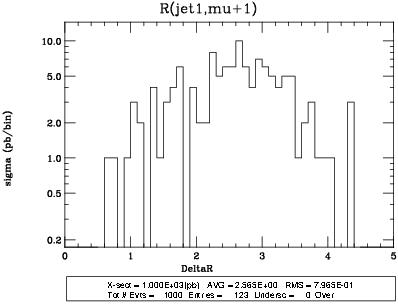 R(jet1,mu+1)
10.0
5.0
2.0
1.0
0.5
0.2
sigma (pb/bin)
0 1 2 3 4 5
DeltaR
X-sect = 1.000E+03(pb) AVG = 2.565E+00 RMS = 7.965E-01
Tot # Evts = 1000 Entries = 123 Undersc = 0 Over